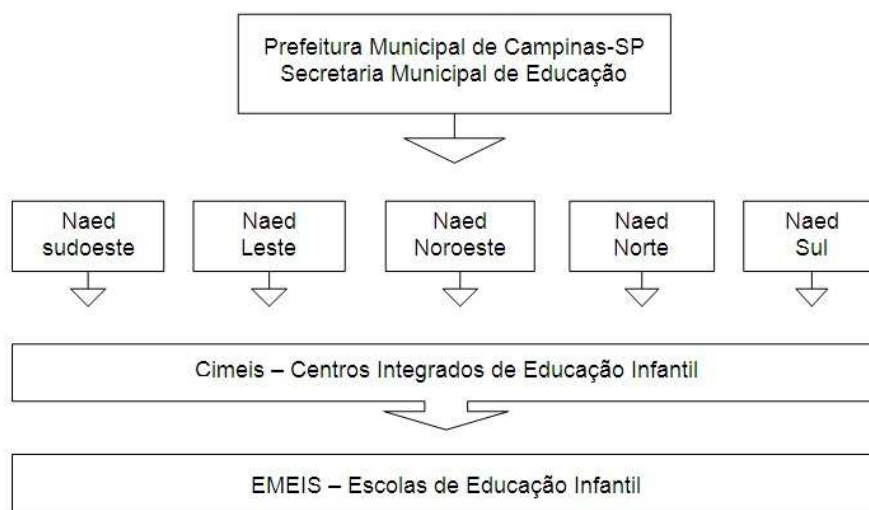 Prefeitura Municipal de Campinas-SP
Secretaria Municipal de Educação
Naed
sudoeste
Naed
Leste
Naed
Noroeste
Naed
Norte
Naed
Sul
Cimeis – Centros Integrados de Educação Infantil
EMEIS – Escolas de Educação Infantil